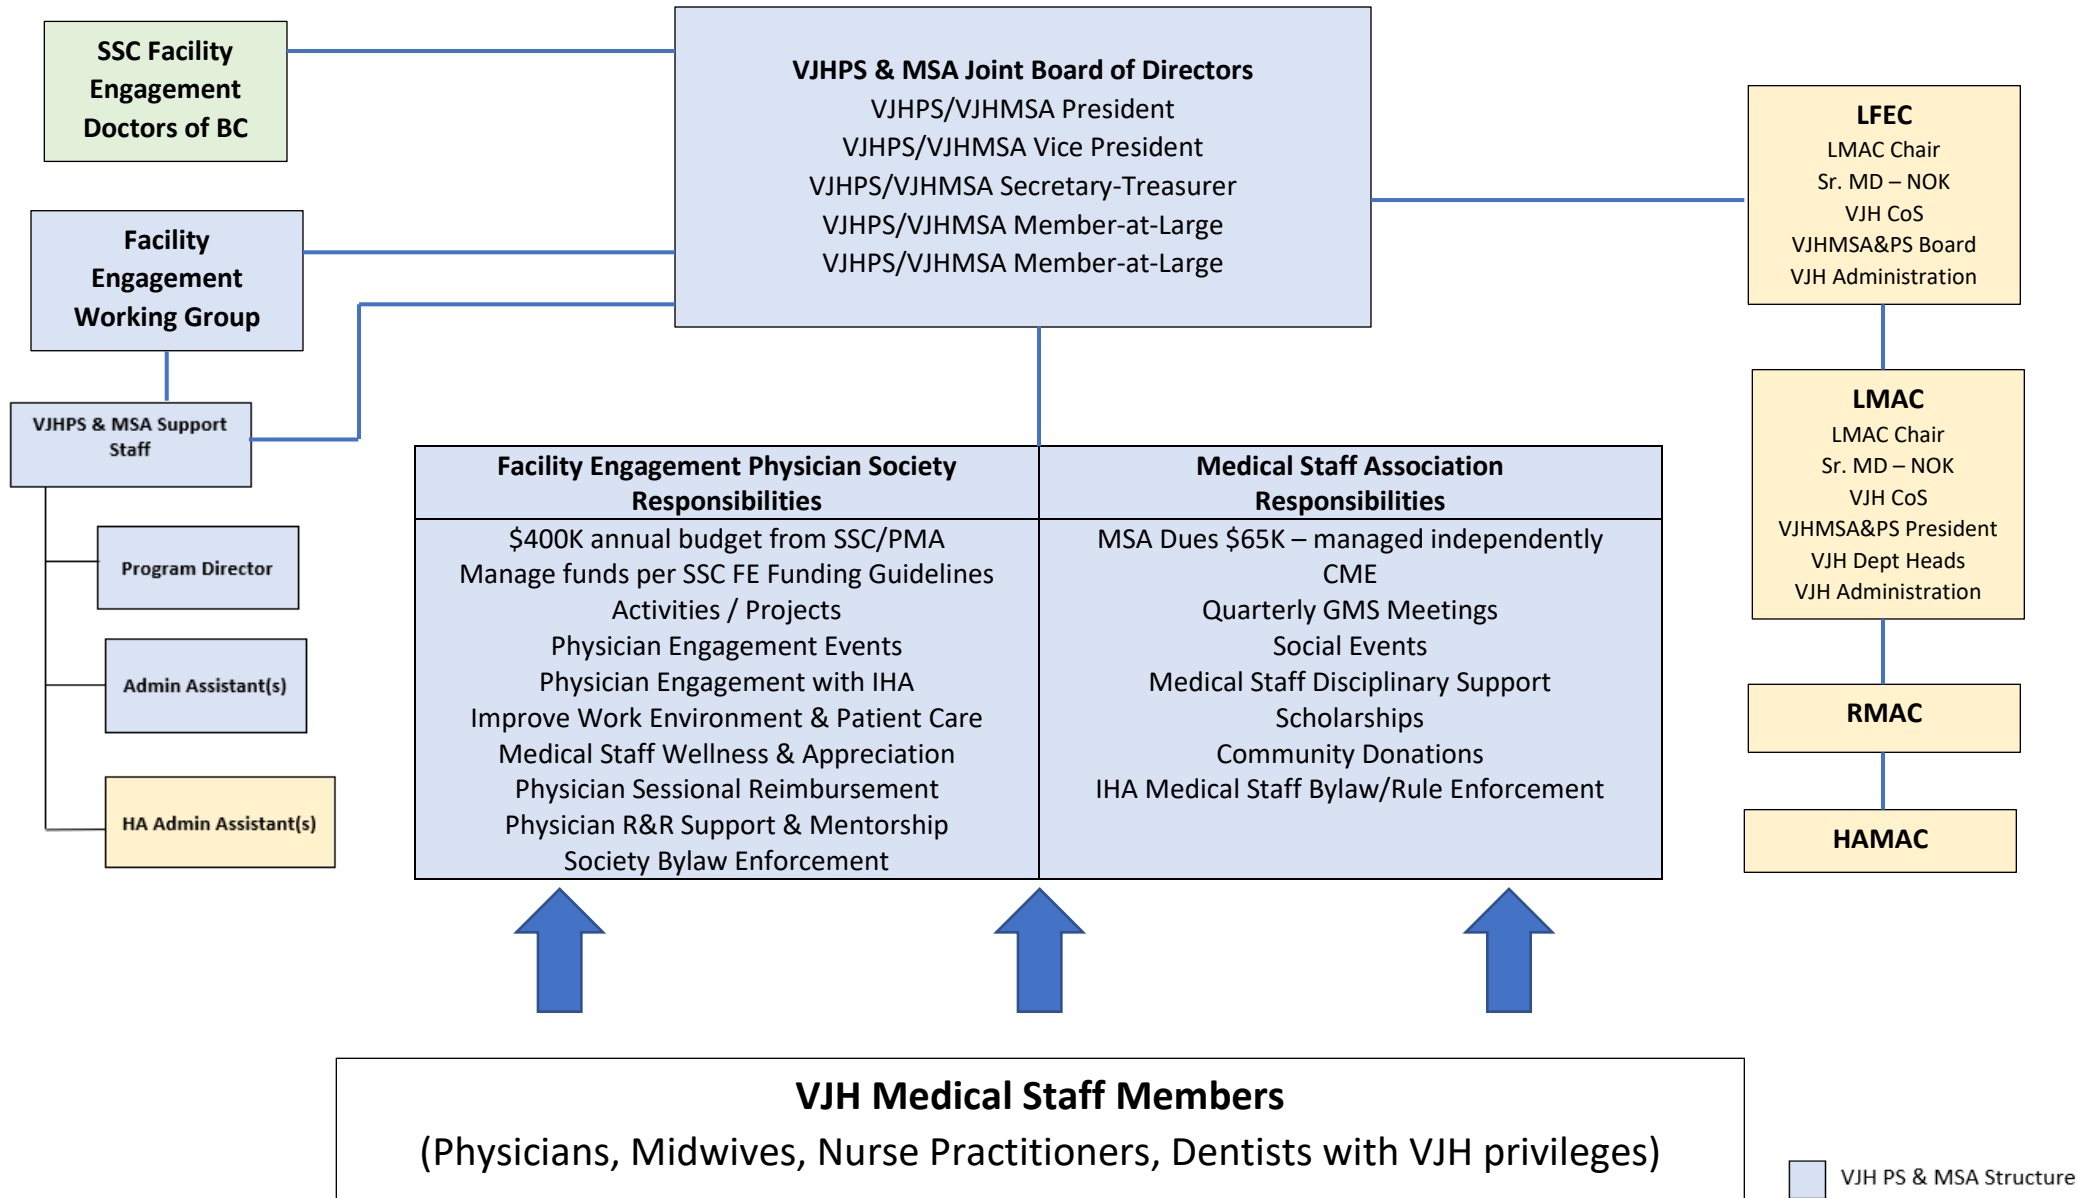 SSC Facility
Engagement
Doctors of BC
VJHPS & MSA Joint Board of Directors
VJHPS/VJHMSA President
VJHPS/VJHMSA Vice President
VJHPS/VJHMSA Secretary-Treasurer
VJHPS/VJHMSA Member-at-Large
VJHPS/VJHMSA Member-at-Large
LFEC
LMAC Chair
Sr. MD – NOK
VJH CoS
VJHMSA&PS Board
VJH Administration
Facility
Engagement
Working Group
VJHPS & MSA Support
Staff
Program Director
Admin Assistant(s)
HA Admin Assistant(s)
Facility Engagement Physician Society
Responsibilities
$400K annual budget from SSC/PMA
Manage funds per SSC FE Funding Guidelines
Activities / Projects
Physician Engagement Events
Physician Engagement with IHA
Improve Work Environment & Patient Care
Medical Staff Wellness & Appreciation
Physician Sessional Reimbursement
Physician R&R Support & Mentorship
Society Bylaw Enforcement
Medical Staff Association
Responsibilities
MSA Dues $65K – managed independently
CME
Quarterly GMS Meetings
Social Events
Medical Staff Disciplinary Support
Scholarships
Community Donations
IHA Medical Staff Bylaw/Rule Enforcement
LMAC
LMAC Chair
Sr. MD – NOK
VJH CoS
VJHMSA&PS President
VJH Dept Heads
VJH Administration
RMAC
HAMAC
VJH Medical Staff Members
(Physicians, Midwives, Nurse Practitioners, Dentists with VJH privileges)
VJH PS & MSA Structure